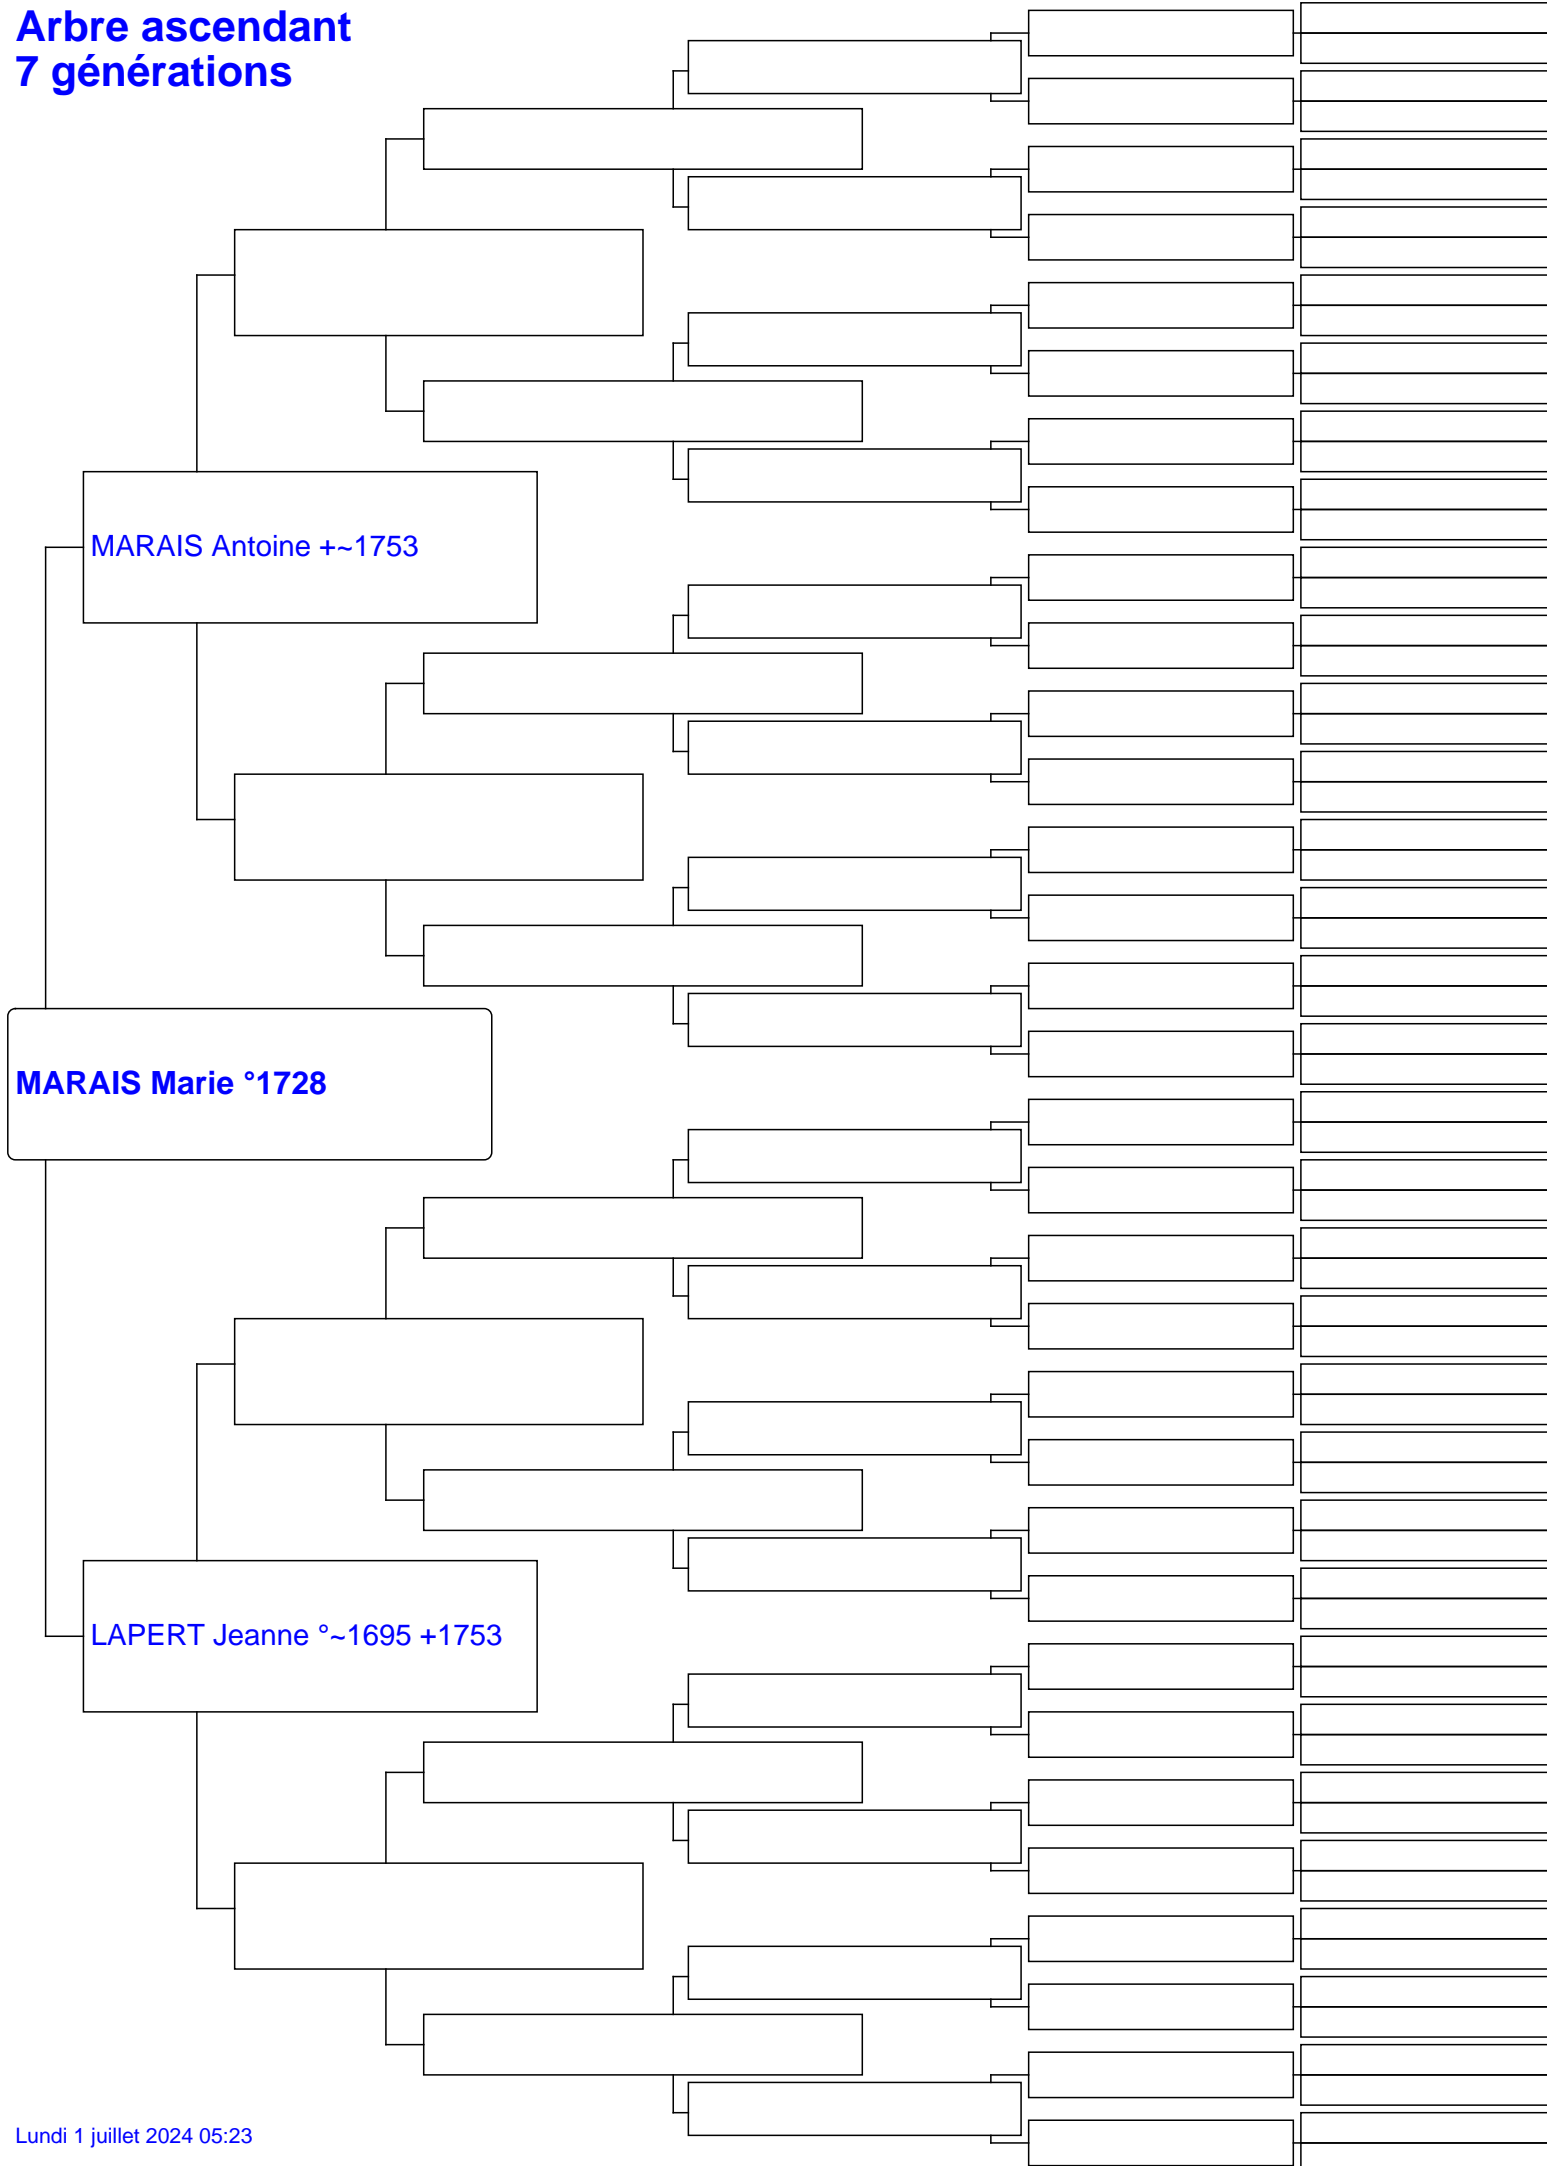 Arbre ascendant
7 générations
MARAIS Antoine +~1753
MARAIS Marie °1728
LAPERT Jeanne °~1695 +1753
Lundi 1 juillet 2024 05:23